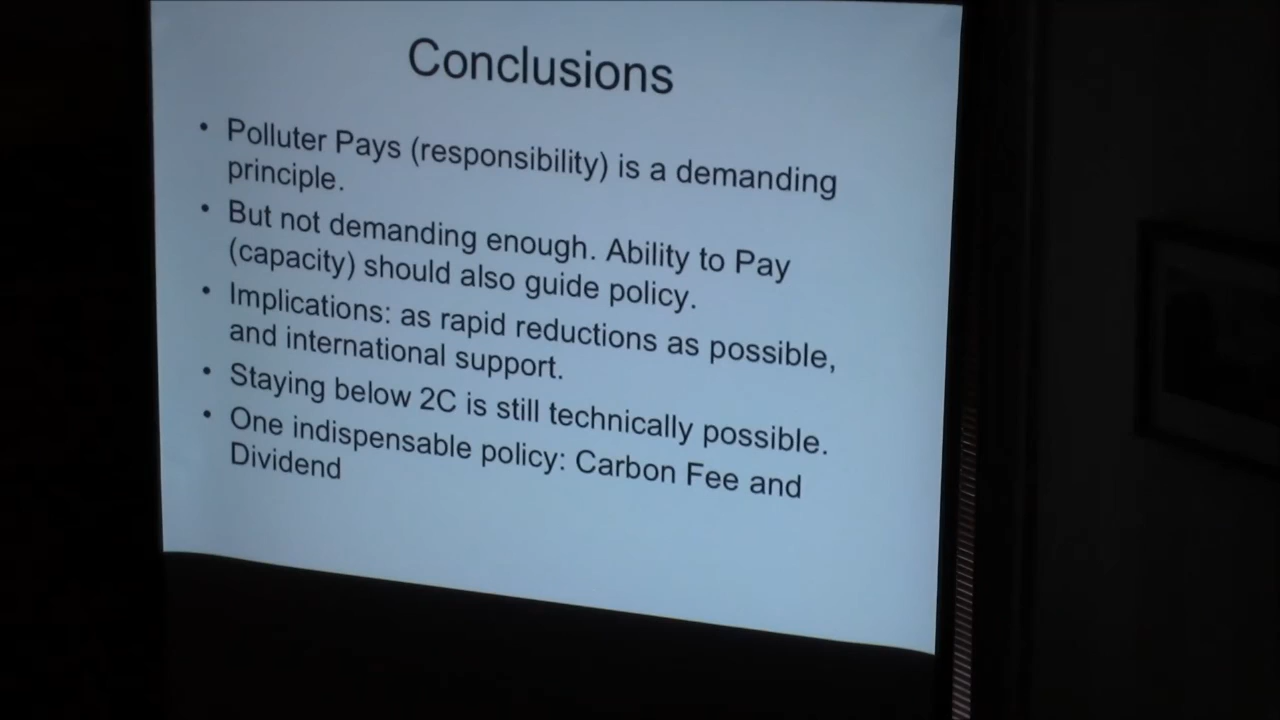 Conclusions
• Polluter Pays (responsibility) is a demanding
principle.
• But not demanding enough. Ability to Pay
(capacity) should also guide policy.
• Implications: as rapid reductions as possible,
and international support.
• Staying below 2C is still technically possible.
• One indispensable policy: Carbon Fee and
Dividend